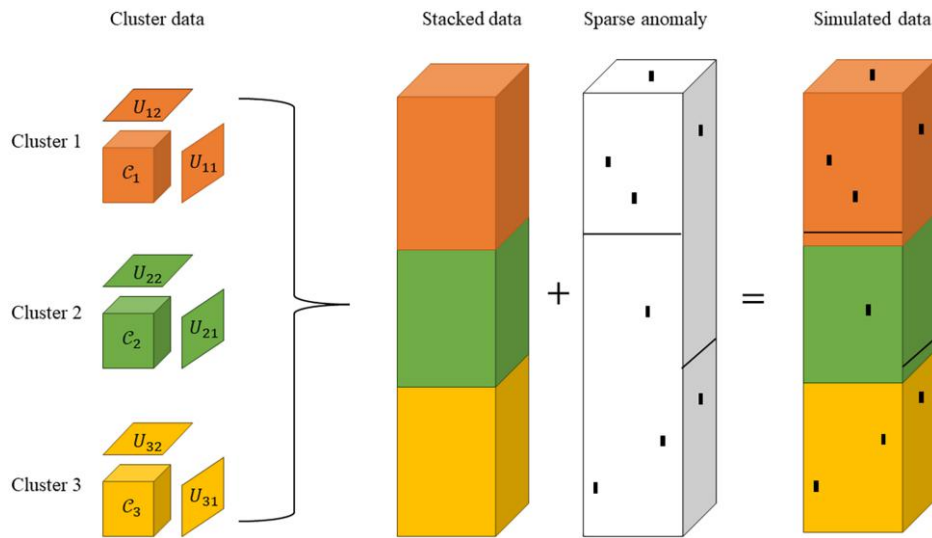 Cluster data
Stacked data
Sparse anomaly
Simulated data
Cluster 1
U₁₂
𝒞₁
U₁₁
Cluster 2
U₂₂
𝒞₂
U₂₁
+
=
Cluster 3
U₃₂
𝒞₃
U₃₁